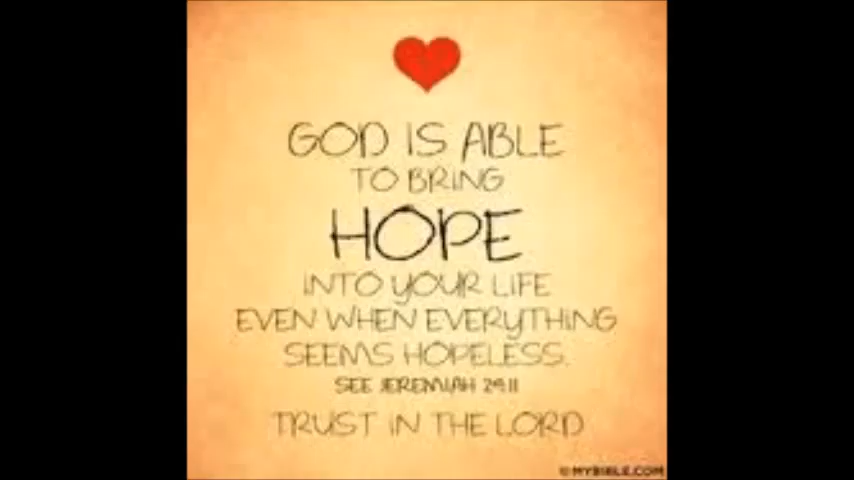 GOD IS ABLE
TO BRING
HOPE
INTO YOUR LIFE
EVEN WHEN EVERYTHING
SEEMS HOPELESS.
SEE JEREMIAH 29:11
TRUST IN THE LORD
© MYBIBLE.COM